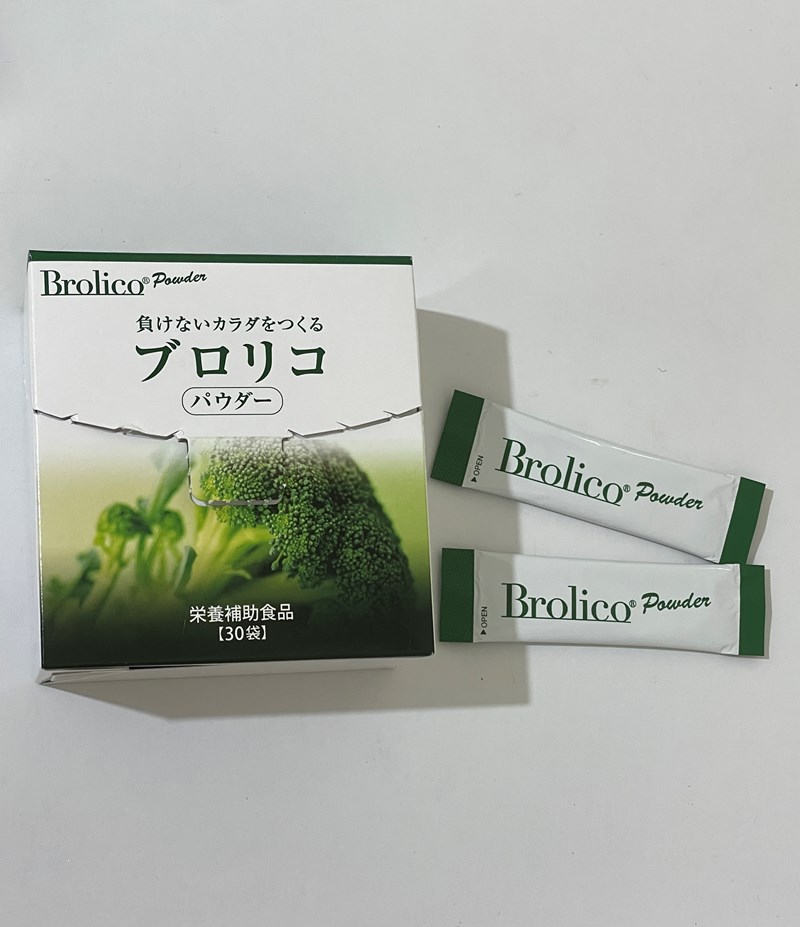 Brolico® Powder
負けないカラダをつくる
ブロリコ
パウダー
栄養補助食品
【30袋】
▲OPEN
Brolico® Powder
▲OPEN
Brolico® Powder